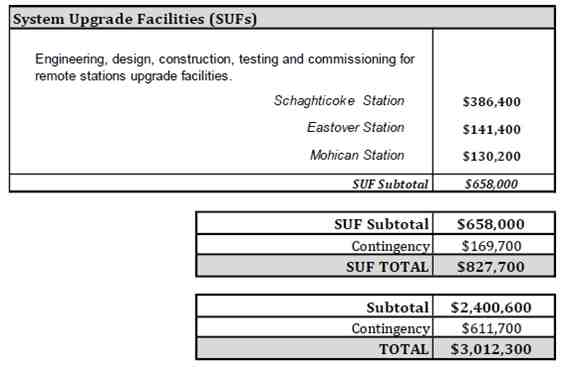 System Upgrade Facilities (SUFs)
Engineering, design, construction, testing and commissioning for
remote stations upgrade facilities.
Schaghticoke Station $386,400
Eastover Station $141,400
Mohican Station $130,200
SUF Subtotal $658,000
SUF Subtotal $658,000
Contingency $169,700
SUF TOTAL $827,700
Subtotal $2,400,600
Contingency $611,700
TOTAL $3,012,300